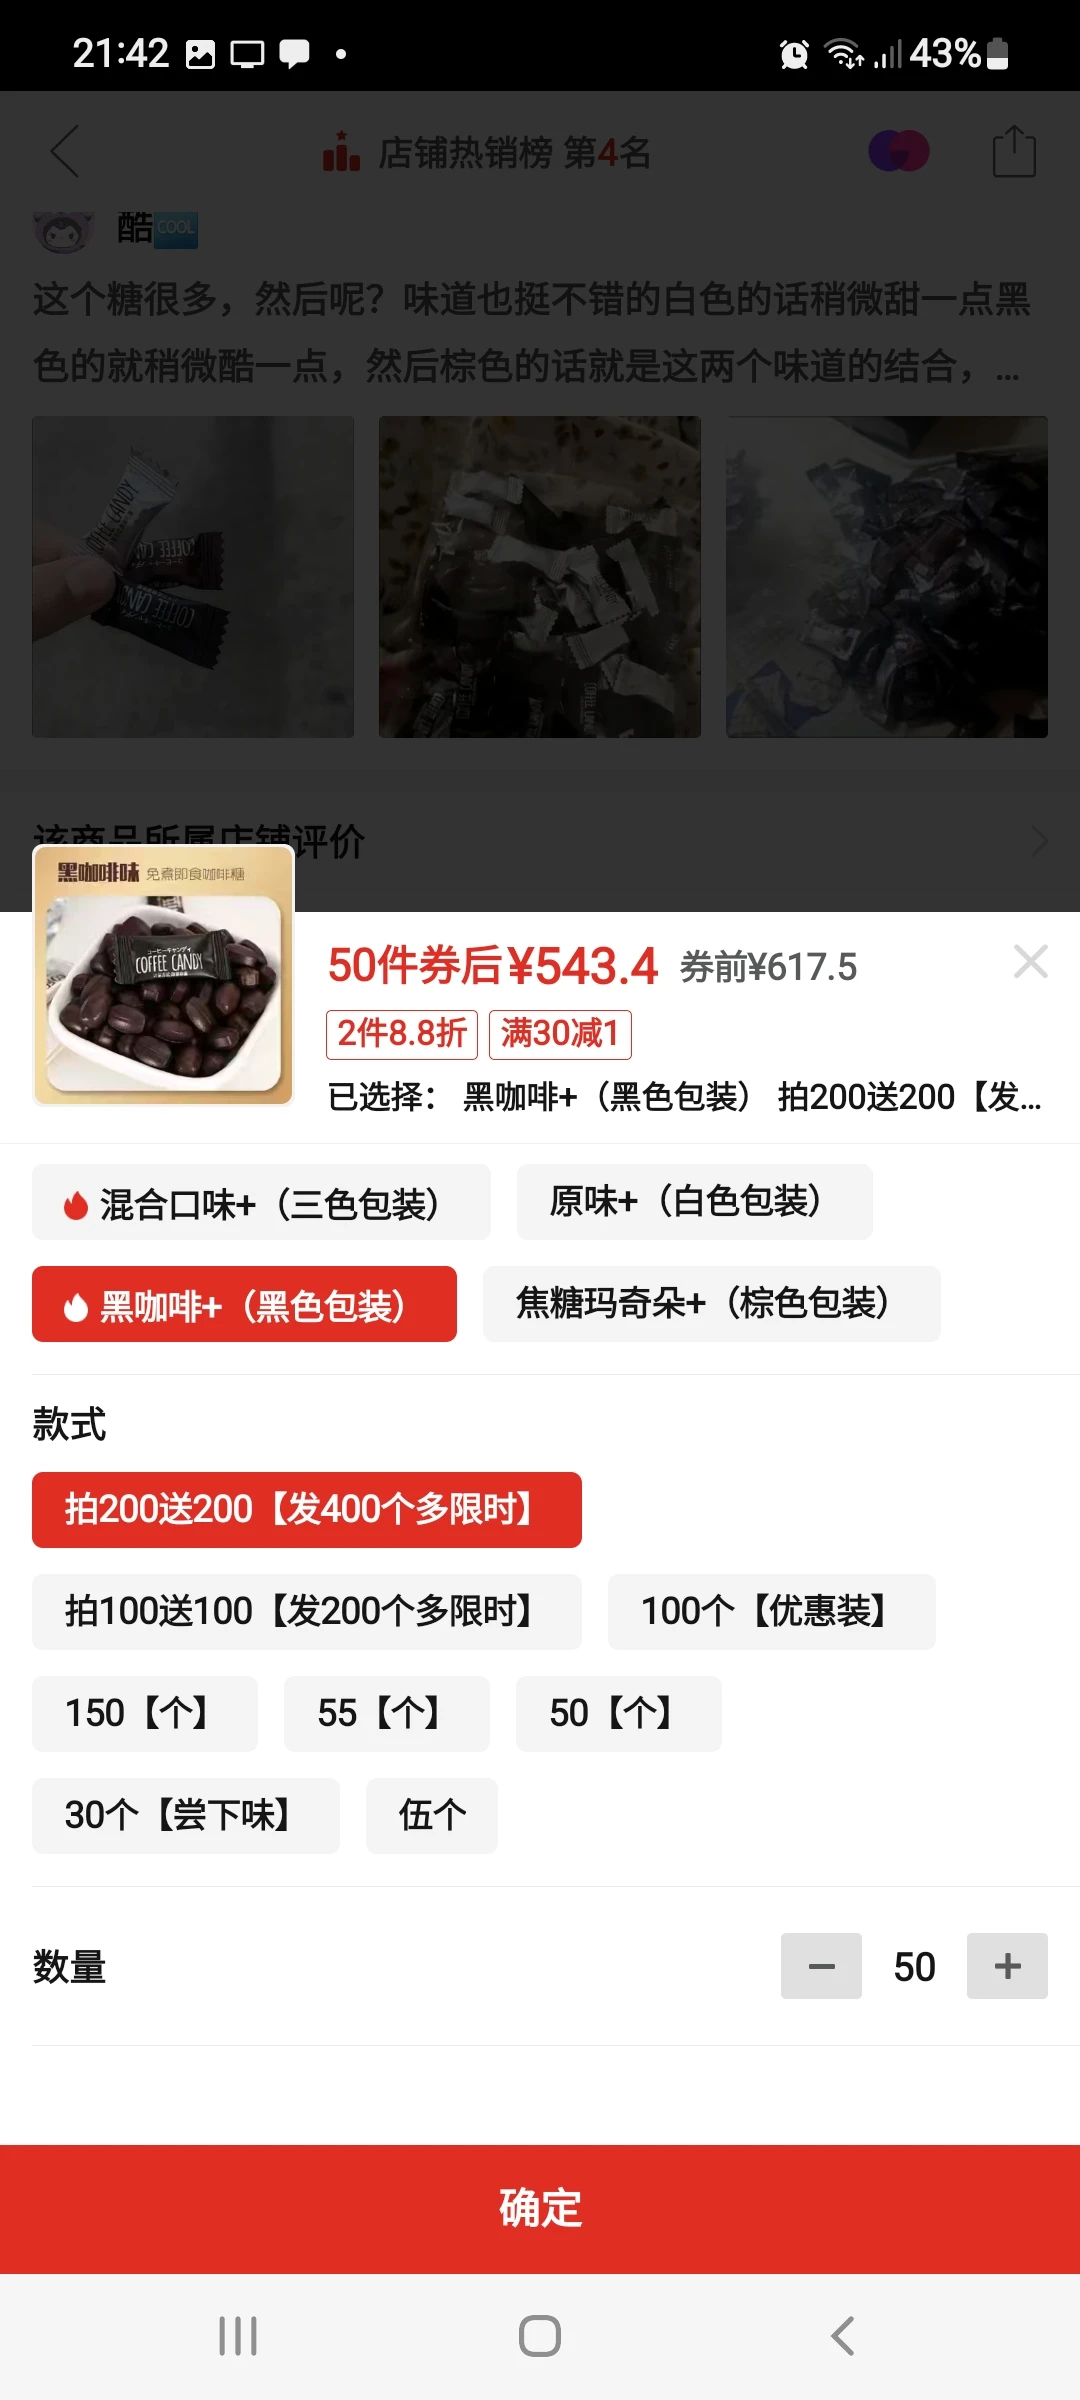 21:42
43%
店铺热销榜 第4名
酷COOL
这个糖很多，然后呢？味道也挺不错的白色的话稍微甜一点黑
色的就稍微酷一点，然后棕色的话就是这两个味道的结合，...
COFFEE CANDY
COFFEE CANDY
COFFEE CANDY
该商品所属店铺评价
黑咖啡味 免煮即食咖啡糖
COFFEE CANDY
50件券后¥543.4 券前¥617.5
2件8.8折 满30减1
已选择： 黑咖啡+（黑色包装） 拍200送200【发...
混合口味+（三色包装） 原味+（白色包装）
黑咖啡+（黑色包装） 焦糖玛奇朵+（棕色包装）
款式
拍200送200【发400个多限时】
拍100送100【发200个多限时】 100个【优惠装】
150【个】 55【个】 50【个】
30个【尝下味】 伍个
数量 50
确定